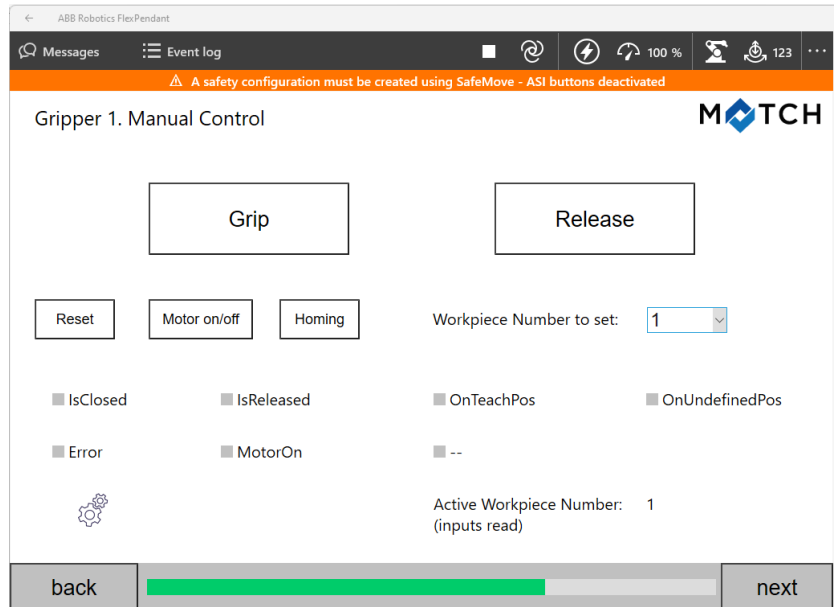 ABB Robotics FlexPendant
Messages Event log 100 % 123
A safety configuration must be created using SafeMove - ASI buttons deactivated
Gripper 1. Manual Control MATCH
Grip Release
Reset Motor on/off Homing Workpiece Number to set: 1
IsClosed IsReleased OnTeachPos OnUndefinedPos
Error MotorOn --
Active Workpiece Number: 1
(inputs read)
back next